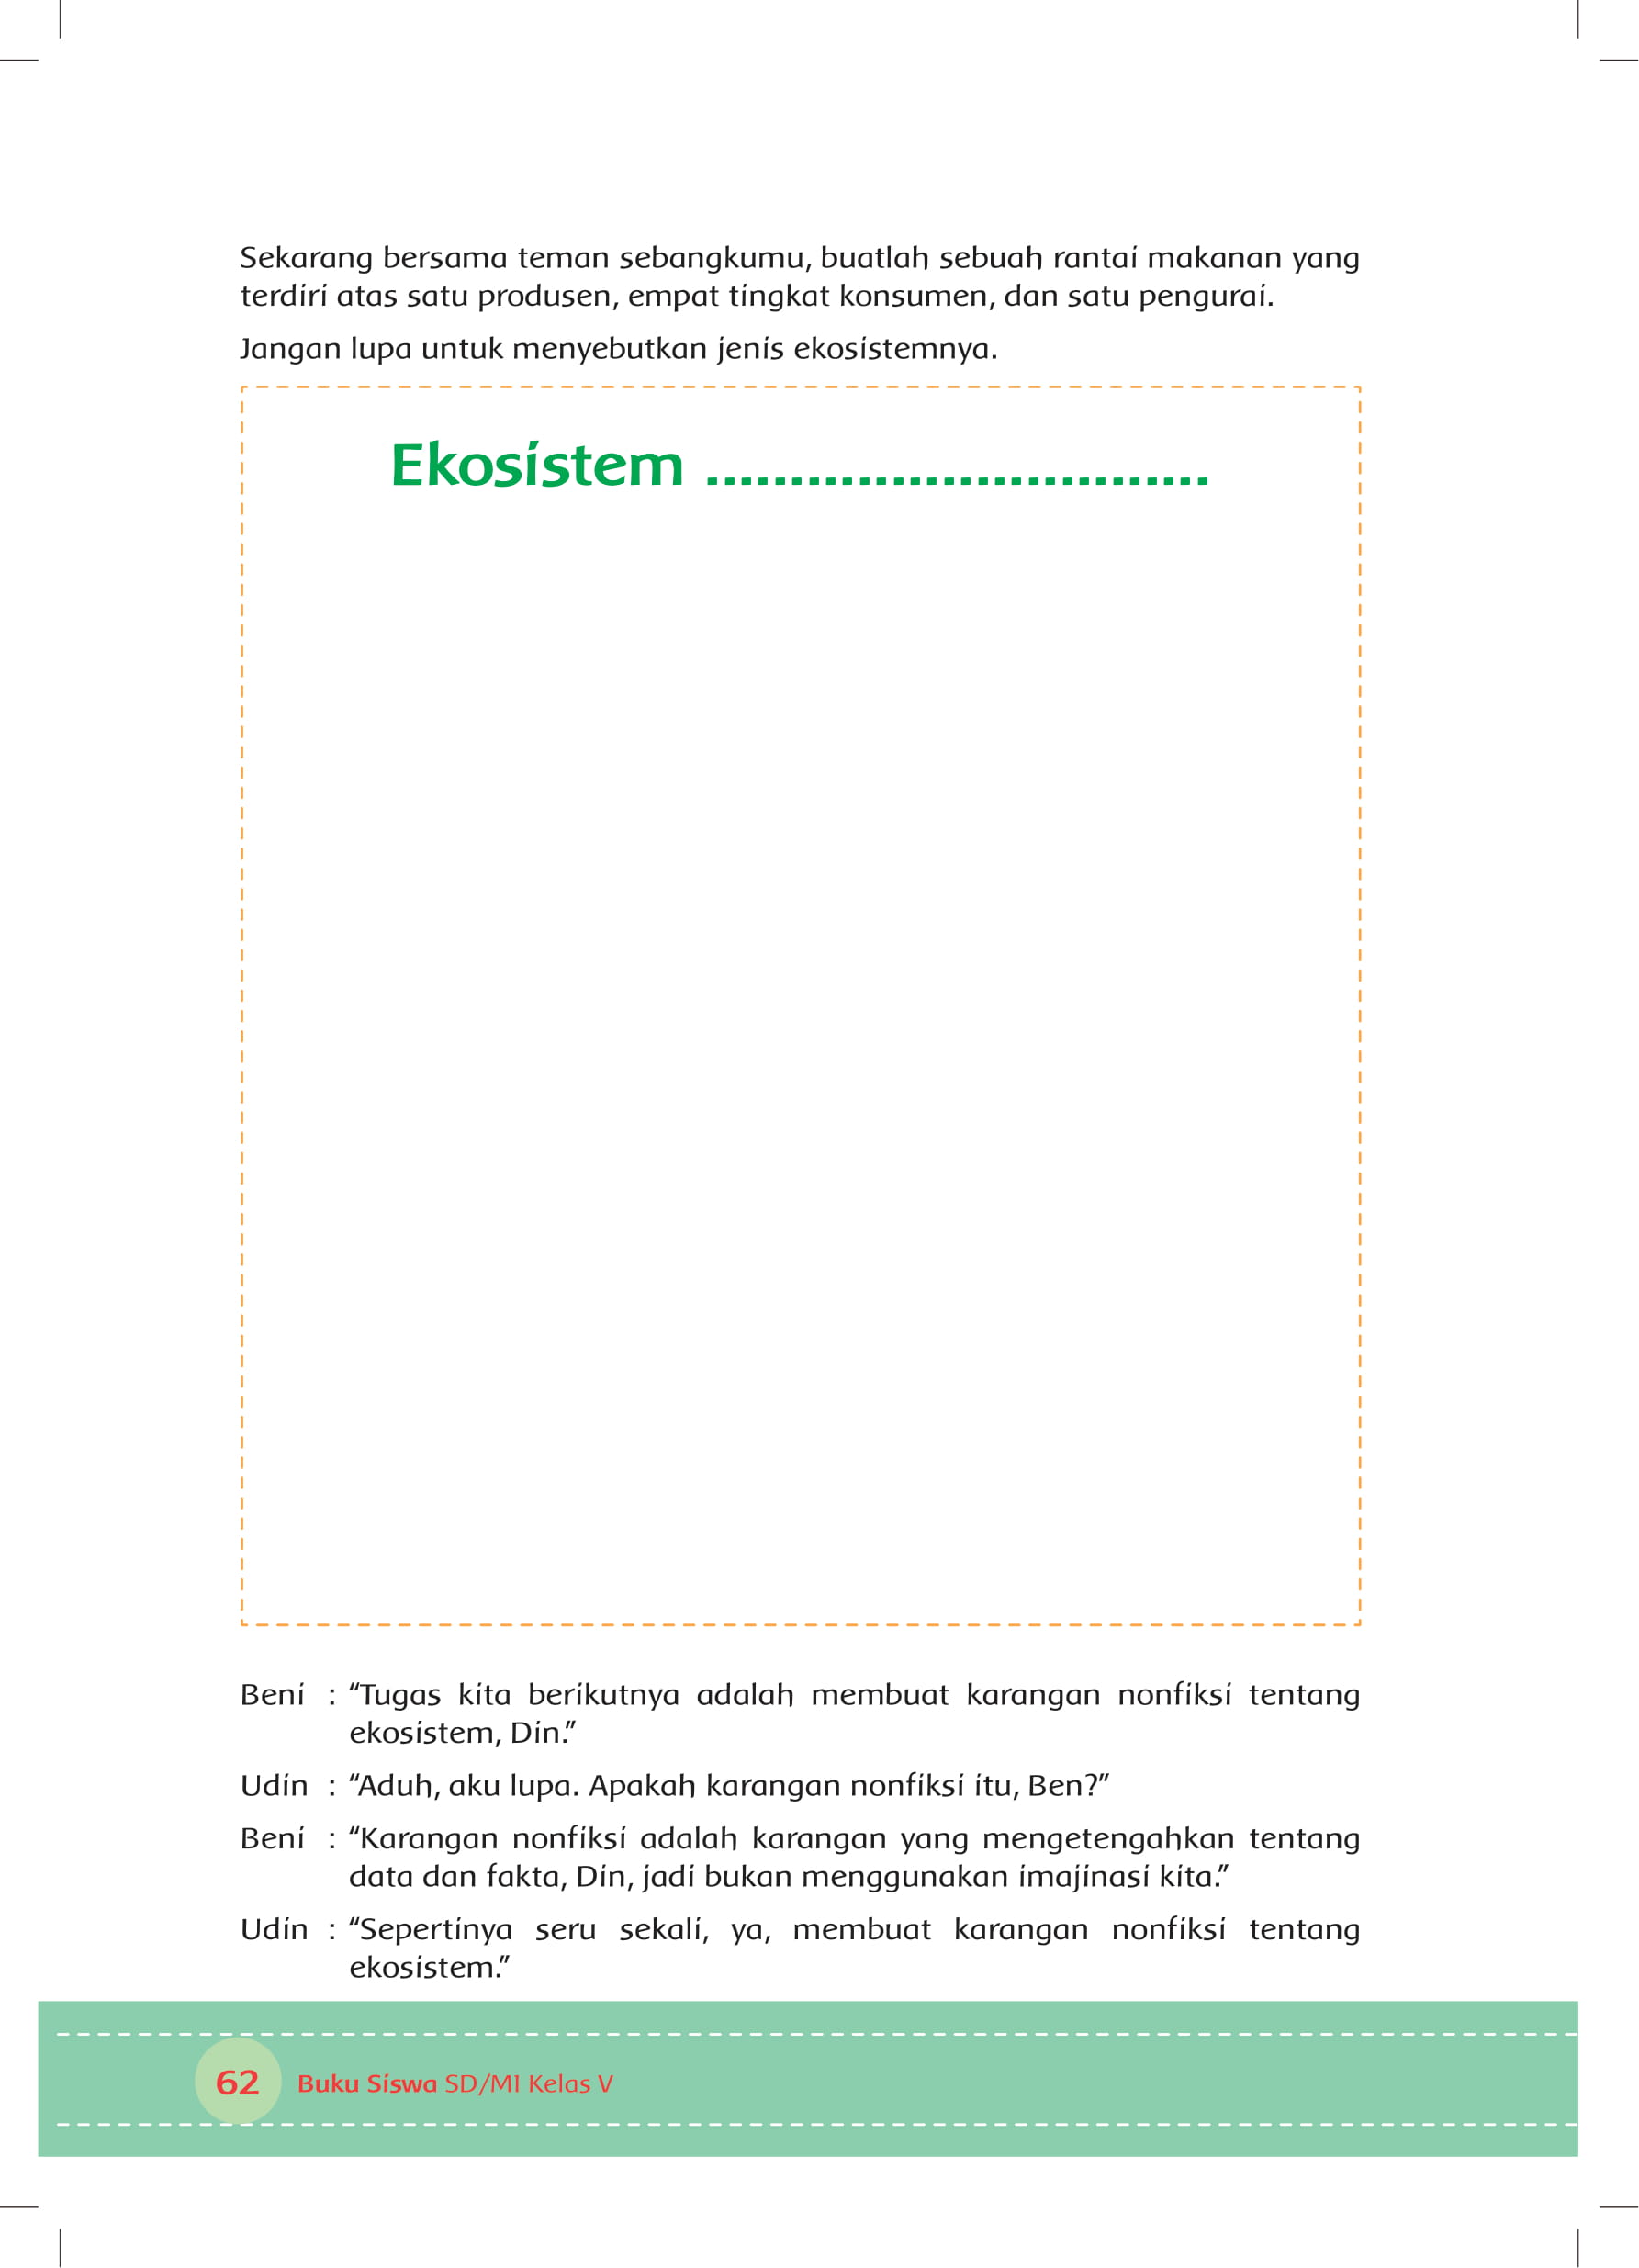 Sekarang bersama teman sebangkumu, buatlah sebuah rantai makanan yang
terdiri atas satu produsen, empat tingkat konsumen, dan satu pengurai.
Jangan lupa untuk menyebutkan jenis ekosistemnya.
Ekosistem ..............................
Beni : “Tugas kita berikutnya adalah membuat karangan nonfiksi tentang
ekosistem, Din.”
Udin : “Aduh, aku lupa. Apakah karangan nonfiksi itu, Ben?”
Beni : “Karangan nonfiksi adalah karangan yang mengetengahkan tentang
data dan fakta, Din, jadi bukan menggunakan imajinasi kita.”
Udin : “Sepertinya seru sekali, ya, membuat karangan nonfiksi tentang
ekosistem.”
62 Buku Siswa SD/MI Kelas V